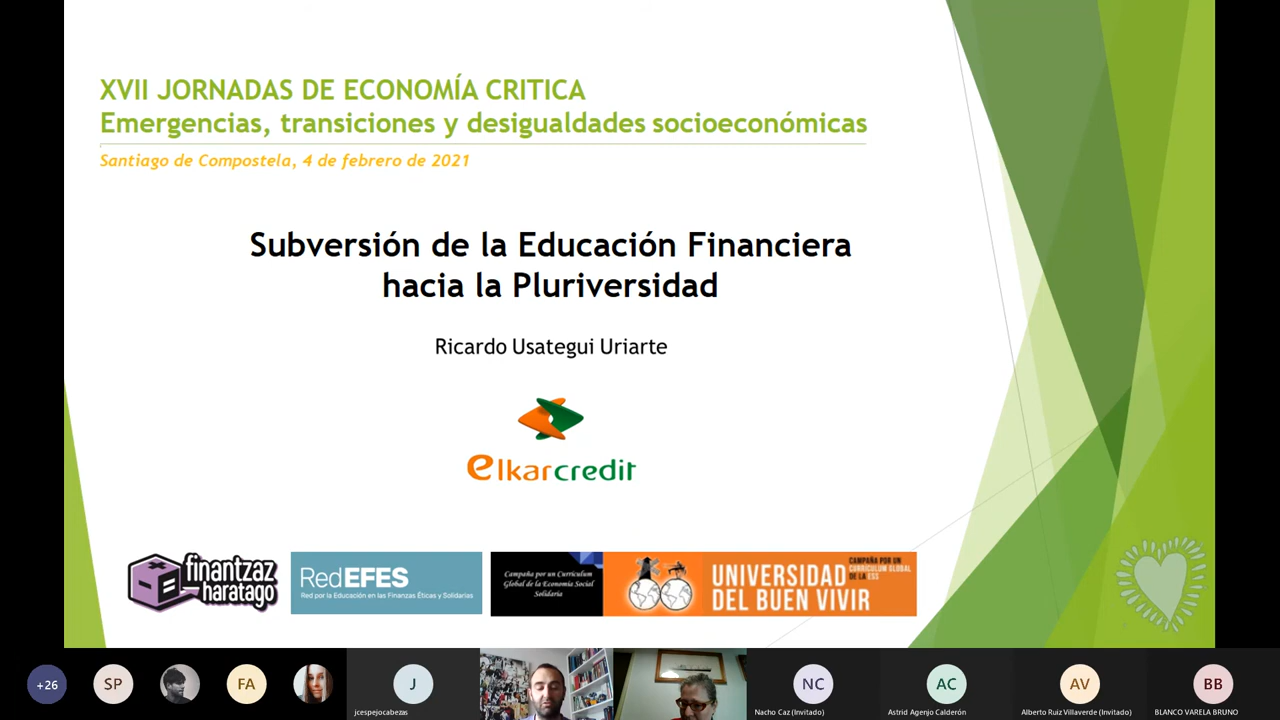 XVII JORNADAS DE ECONOMÍA CRITICA
Emergencias, transiciones y desigualdades socioeconómicas
Santiago de Compostela, 4 de febrero de 2021
Subversión de la Educación Financiera
hacia la Pluriversidad
Ricardo Usategui Uriarte
elkarcredit
finantzaz
haratago
RedEFES
Red por la Educación en las Finanzas Éticas y Solidarias
Campaña por un Curriculum
Global de la Economía Social
Solidaria
UNIVERSIDAD
DEL BUEN VIVIR
CAMPAÑA POR UN
CURRICULUM GLOBAL
DE LA ESS
+26
SP
FA
J
jcespejocabezas
NC
Nacho Caz (Invitado)
AC
Astrid Agenjo Calderón
AV
Alberto Ruiz Villaverde (Invitado)
BB
BLANCO VARELA BRUNO